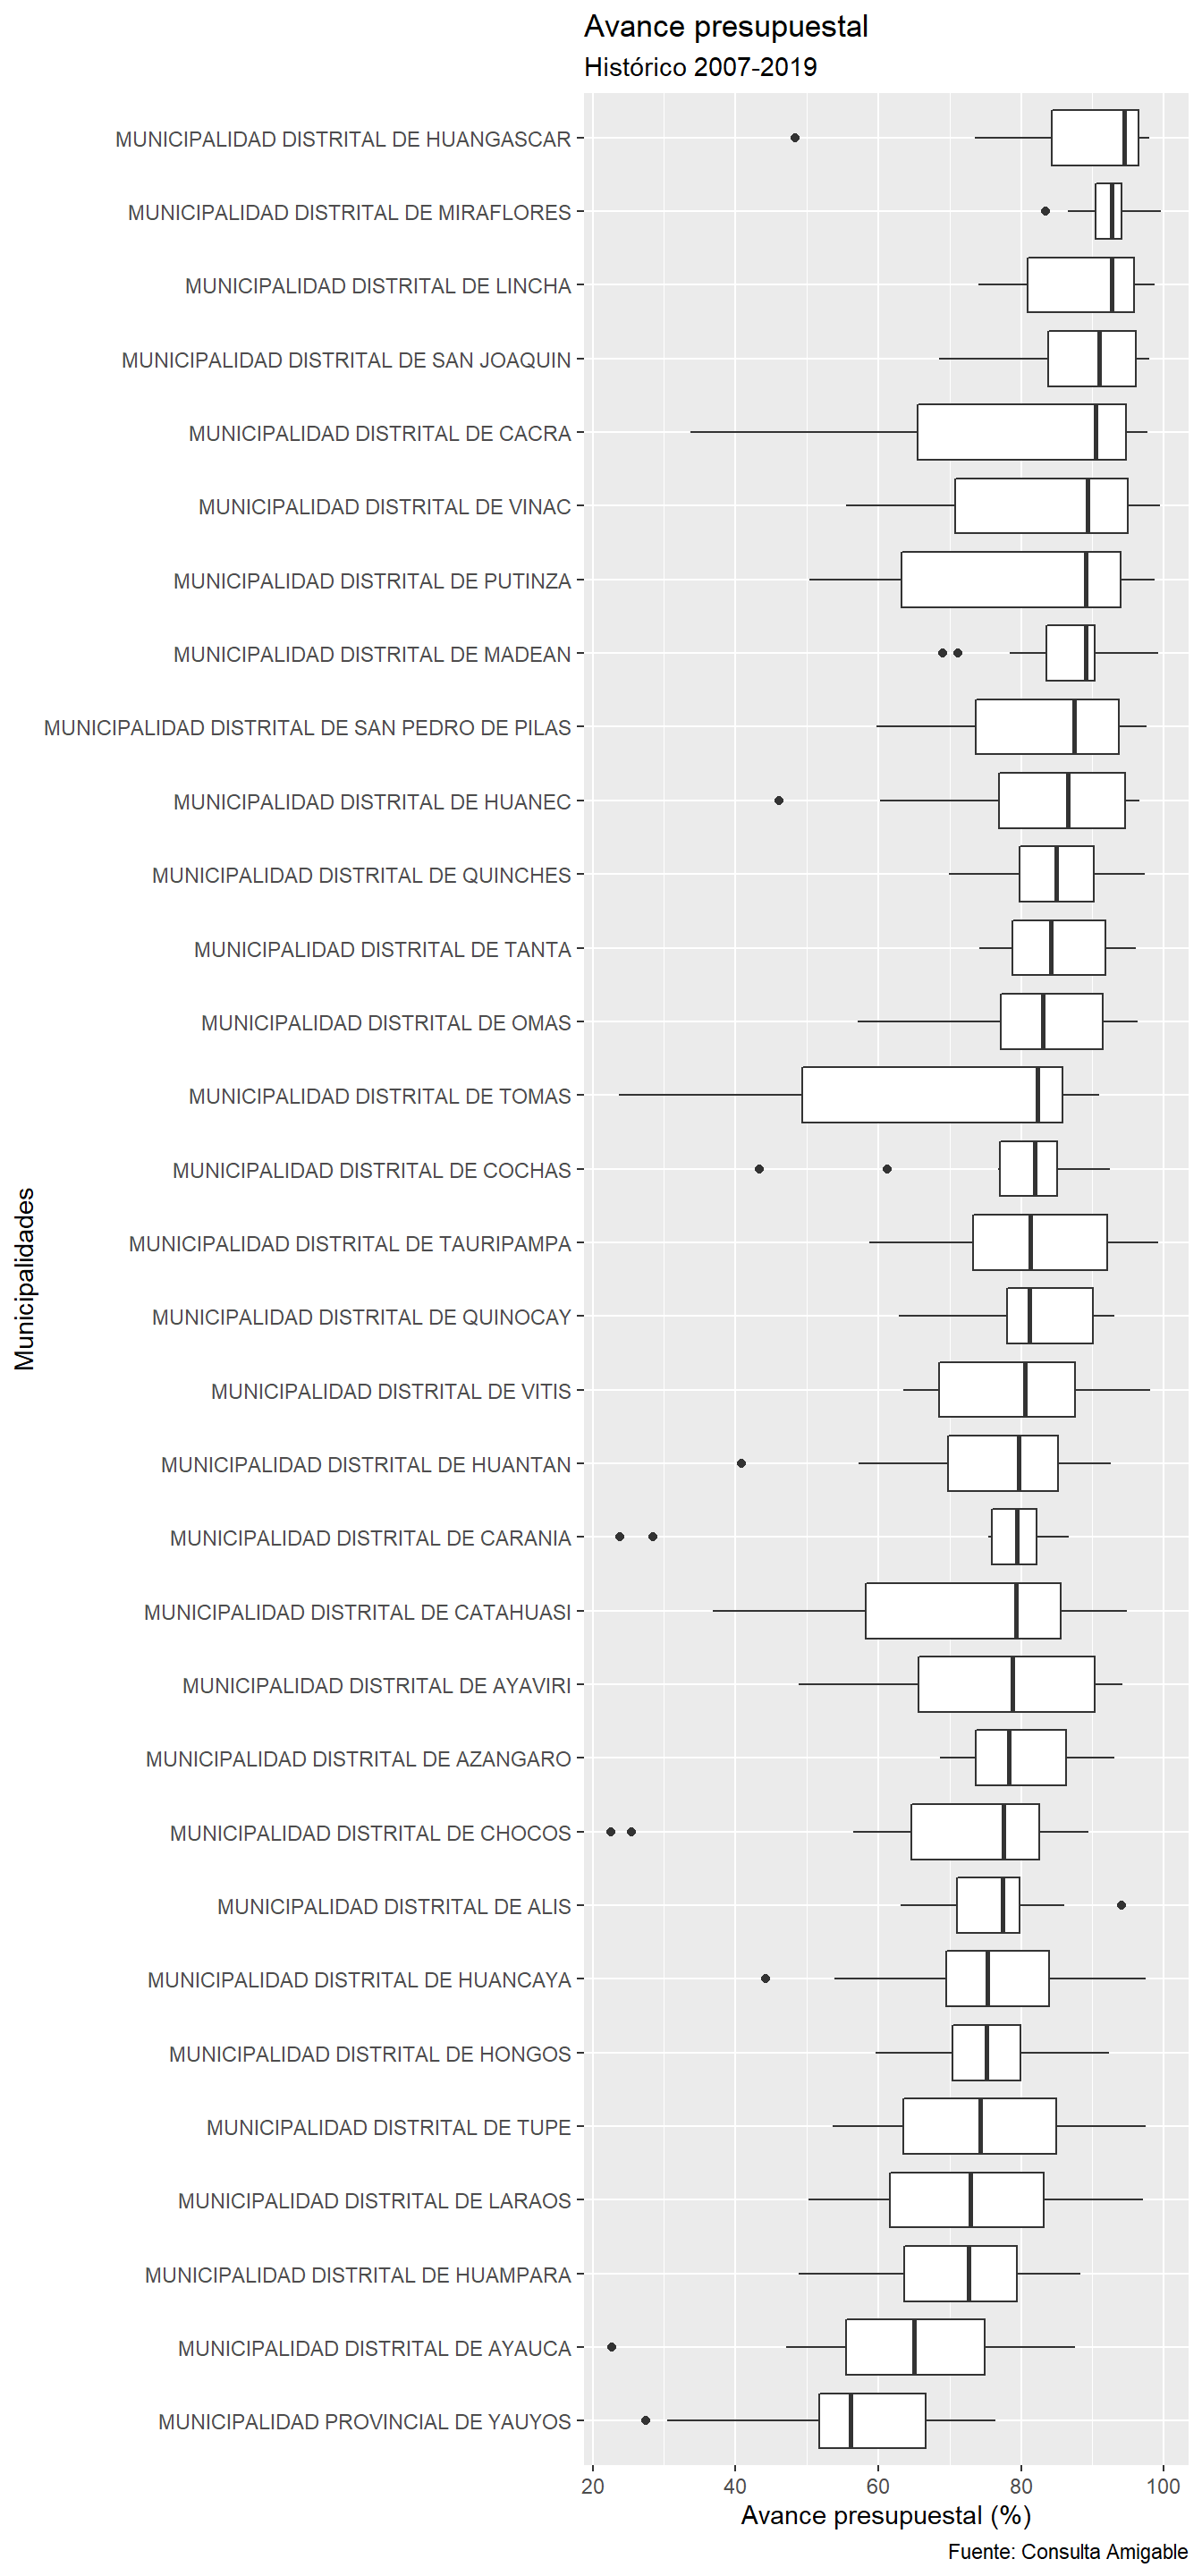 Avance presupuestal
Histórico 2007-2019
MUNICIPALIDAD DISTRITAL DE HUANGASCAR
MUNICIPALIDAD DISTRITAL DE MIRAFLORES
MUNICIPALIDAD DISTRITAL DE LINCHA
MUNICIPALIDAD DISTRITAL DE SAN JOAQUIN
MUNICIPALIDAD DISTRITAL DE CACRA
MUNICIPALIDAD DISTRITAL DE VINAC
MUNICIPALIDAD DISTRITAL DE PUTINZA
MUNICIPALIDAD DISTRITAL DE MADEAN
MUNICIPALIDAD DISTRITAL DE SAN PEDRO DE PILAS
MUNICIPALIDAD DISTRITAL DE HUANEC
MUNICIPALIDAD DISTRITAL DE QUINCHES
MUNICIPALIDAD DISTRITAL DE TANTA
MUNICIPALIDAD DISTRITAL DE OMAS
MUNICIPALIDAD DISTRITAL DE TOMAS
MUNICIPALIDAD DISTRITAL DE COCHAS
MUNICIPALIDAD DISTRITAL DE TAURIPAMPA
MUNICIPALIDAD DISTRITAL DE QUINOCAY
MUNICIPALIDAD DISTRITAL DE VITIS
MUNICIPALIDAD DISTRITAL DE HUANTAN
MUNICIPALIDAD DISTRITAL DE CARANIA
MUNICIPALIDAD DISTRITAL DE CATAHUASI
MUNICIPALIDAD DISTRITAL DE AYAVIRI
MUNICIPALIDAD DISTRITAL DE AZANGARO
MUNICIPALIDAD DISTRITAL DE CHOCOS
MUNICIPALIDAD DISTRITAL DE ALIS
MUNICIPALIDAD DISTRITAL DE HUANCAYA
MUNICIPALIDAD DISTRITAL DE HONGOS
MUNICIPALIDAD DISTRITAL DE TUPE
MUNICIPALIDAD DISTRITAL DE LARAOS
MUNICIPALIDAD DISTRITAL DE HUAMPARA
MUNICIPALIDAD DISTRITAL DE AYAUCA
MUNICIPALIDAD PROVINCIAL DE YAUYOS
Municipalidades
20 40 60 80 100
Avance presupuestal (%)
Fuente: Consulta Amigable